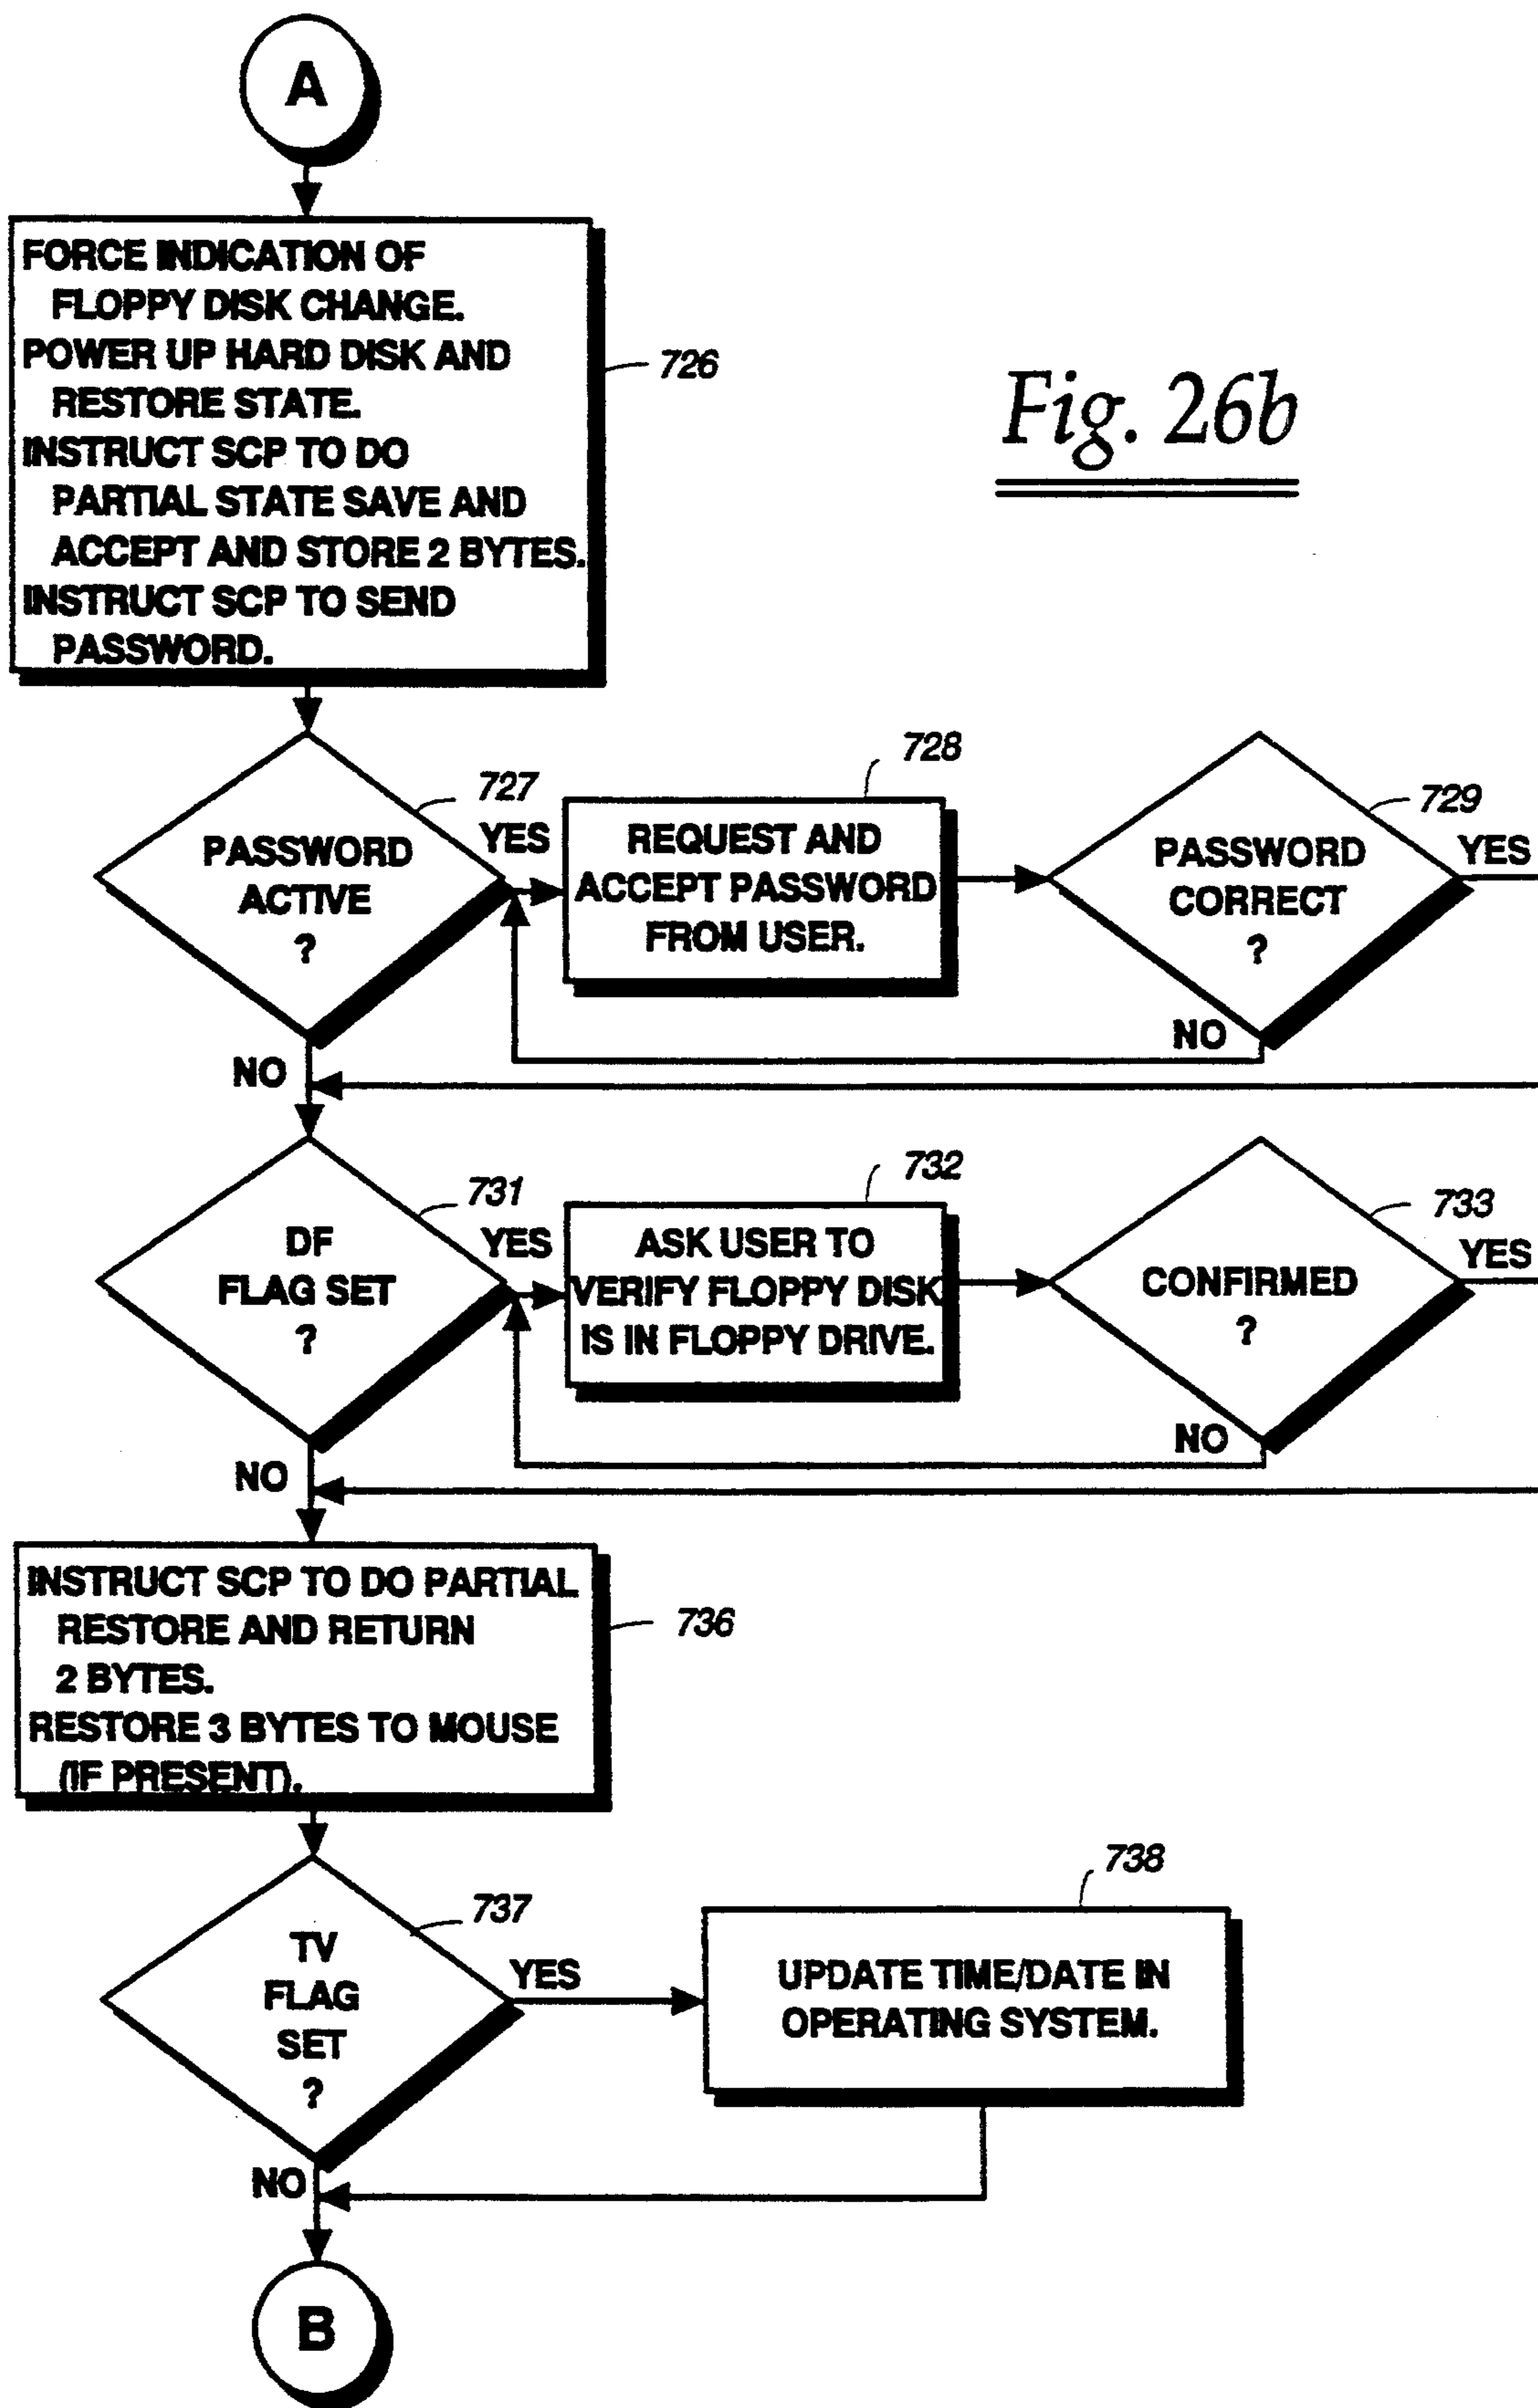 A
FORCE INDICATION OF
FLOPPY DISK CHANGE.
POWER UP HARD DISK AND
RESTORE STATE.
INSTRUCT SCP TO DO
PARTIAL STATE SAVE AND
ACCEPT AND STORE 2 BYTES.
INSTRUCT SCP TO SEND
PASSWORD.
726
Fig. 26b
727
PASSWORD
ACTIVE
?
YES
NO
728
REQUEST AND
ACCEPT PASSWORD
FROM USER.
729
PASSWORD
CORRECT
?
YES
NO
731
DF
FLAG SET
?
YES
NO
732
ASK USER TO
VERIFY FLOPPY DISK
IS IN FLOPPY DRIVE.
733
CONFIRMED
?
YES
NO
INSTRUCT SCP TO DO PARTIAL
RESTORE AND RETURN
2 BYTES.
RESTORE 3 BYTES TO MOUSE
(IF PRESENT).
736
737
TV
FLAG
SET
?
YES
NO
738
UPDATE TIME/DATE IN
OPERATING SYSTEM.
B